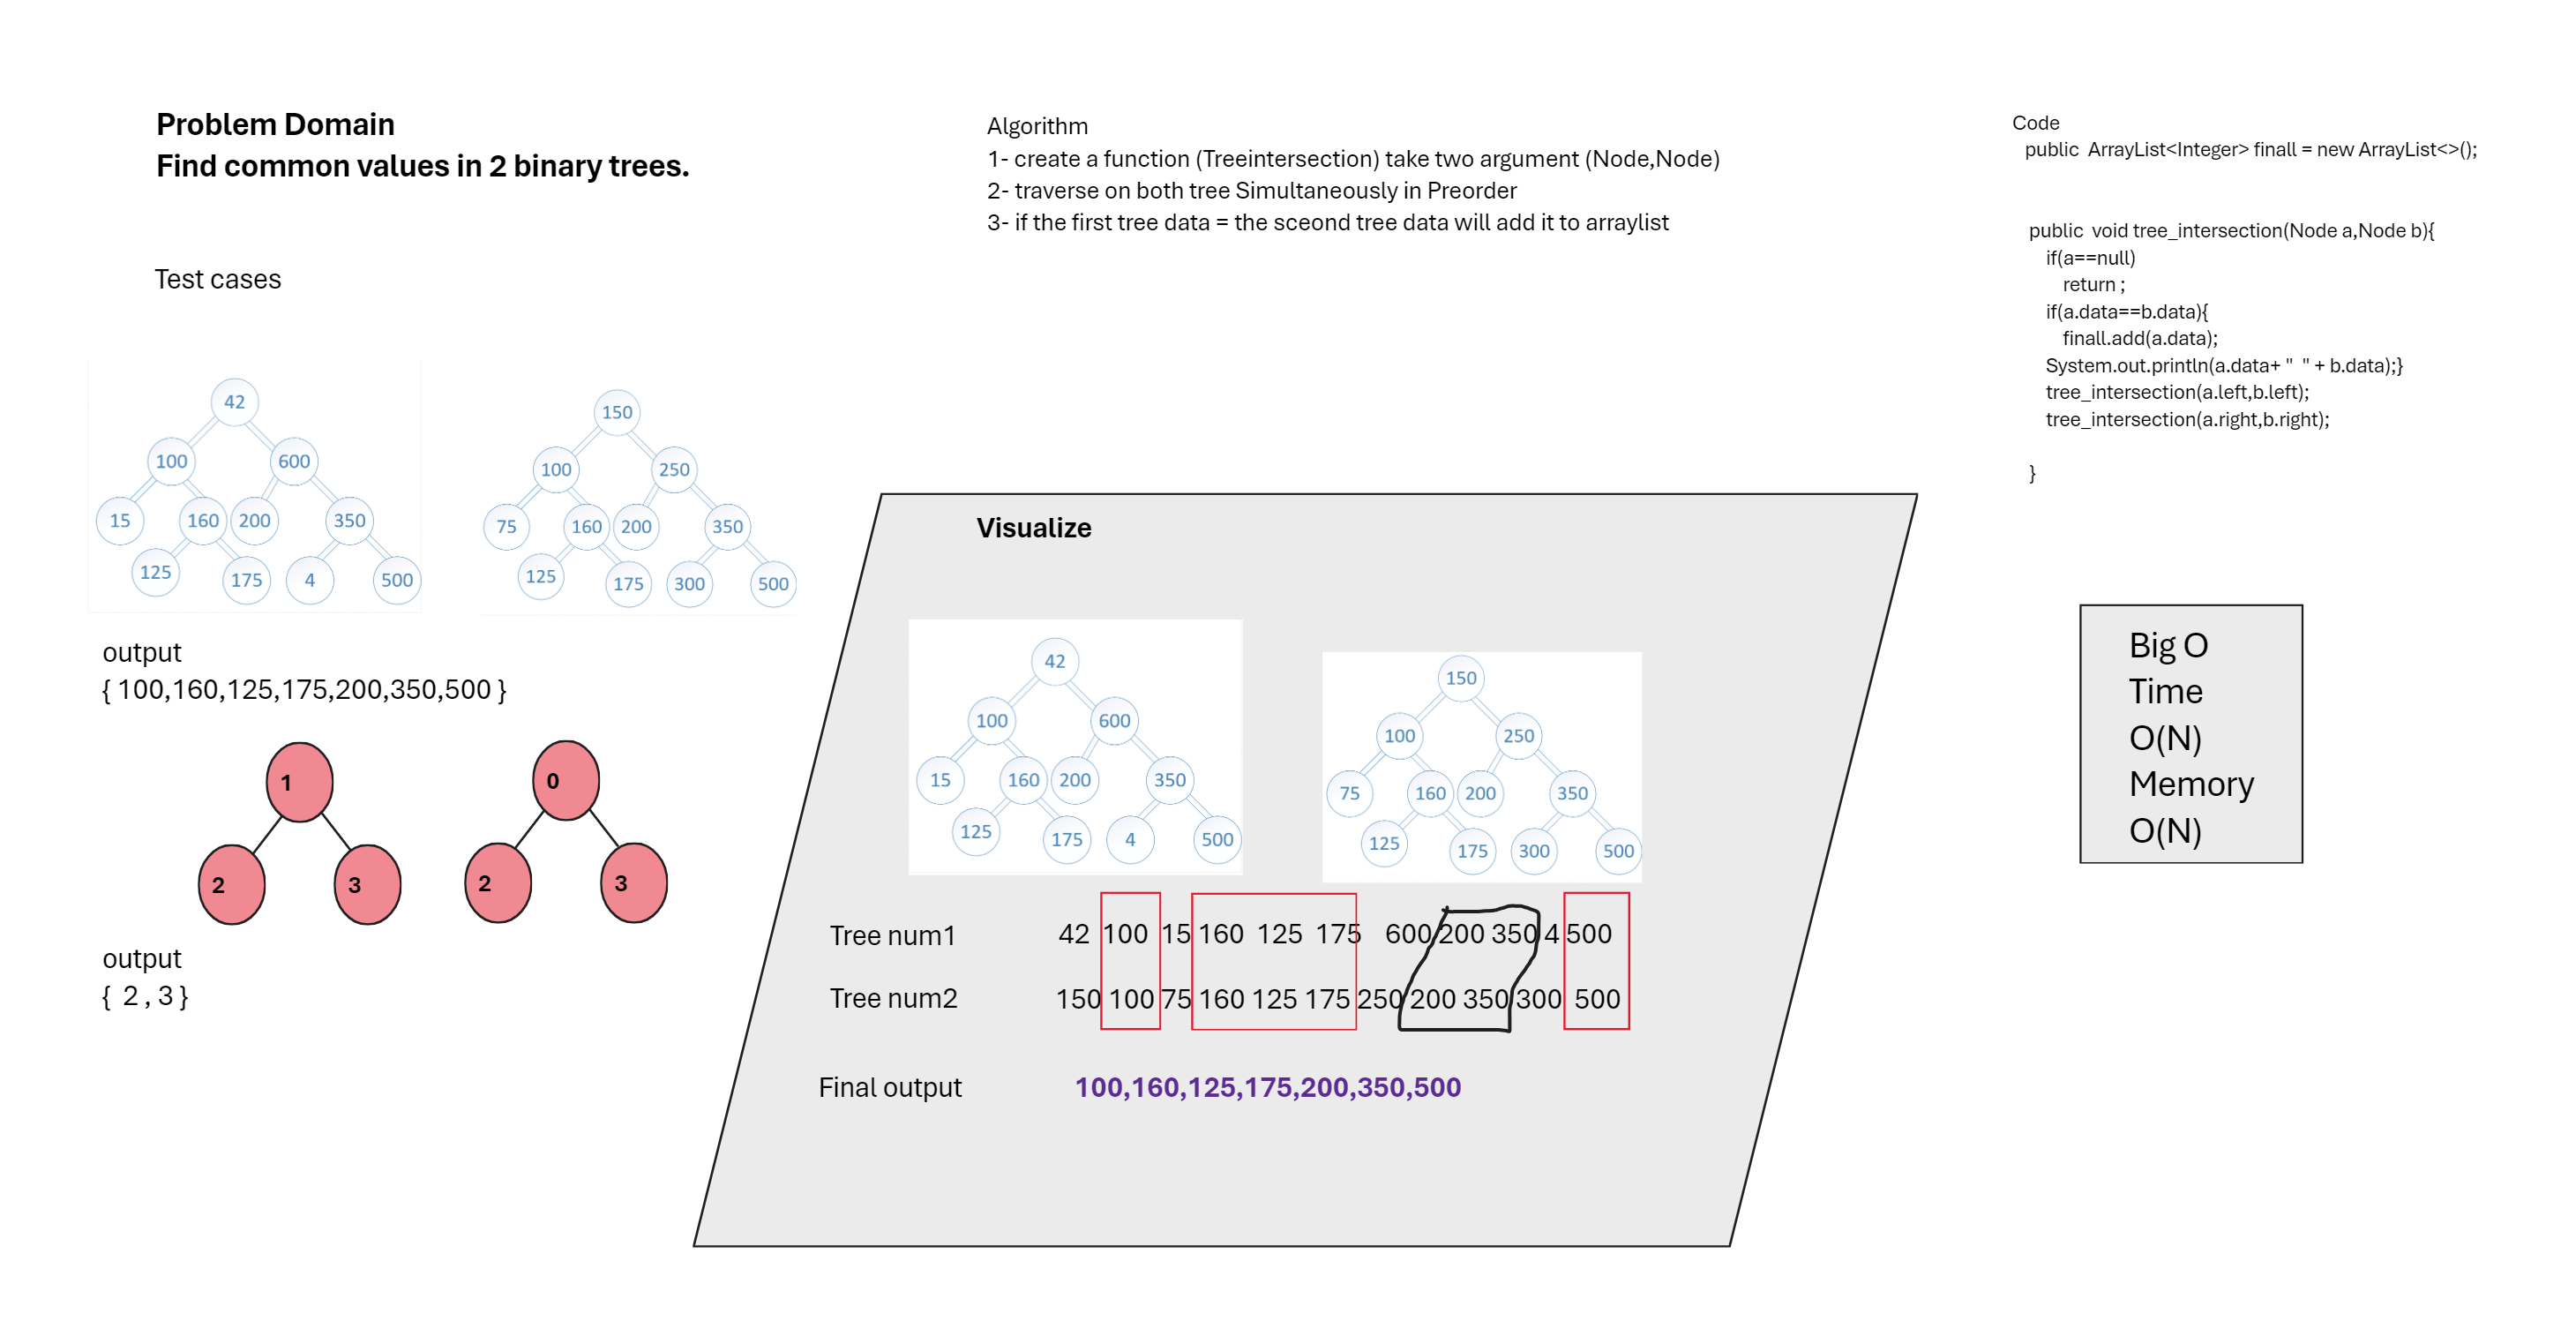 Problem Domain
Find common values in 2 binary trees.
Test cases
42
100 600
15 160 200 350
125 175 4 500
150
100 250
75 160 200 350
125 175 300 500
output
{ 100,160,125,175,200,350,500 }
1
2 3
0
2 3
output
{ 2 , 3 }
Algorithm
1- create a function (Treeintersection) take two argument (Node,Node)
2- traverse on both tree Simultaneously in Preorder
3- if the first tree data = the sceond tree data will add it to arraylist
Visualize
42
100 600
15 160 200 350
125 175 4 500
150
100 250
75 160 200 350
125 175 300 500
Tree num1 42 100 15 160 125 175 600 200 350 4 500
Tree num2 150 100 75 160 125 175 250 200 350 300 500
Final output 100,160,125,175,200,350,500
Code
public ArrayList<Integer> finall = new ArrayList<>();
public void tree_intersection(Node a,Node b){
if(a==null)
return ;
if(a.data==b.data){
finall.add(a.data);
System.out.println(a.data+ " " + b.data);}
tree_intersection(a.left,b.left);
tree_intersection(a.right,b.right);
}
Big O
Time
O(N)
Memory
O(N)